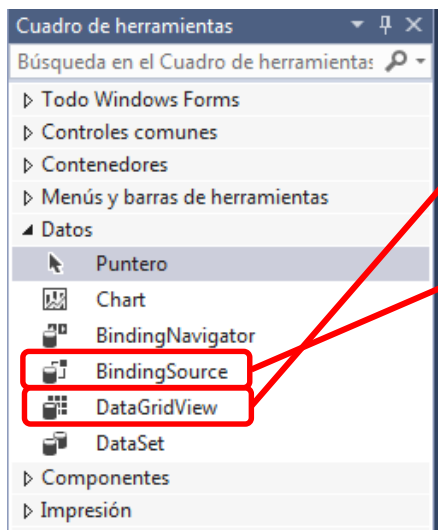 Cuadro de herramientas
Búsqueda en el Cuadro de herramientas
Todo Windows Forms
Controles comunes
Contenedores
Menús y barras de herramientas
Datos
Puntero
Chart
BindingNavigator
BindingSource
DataGridView
DataSet
Componentes
Impresión